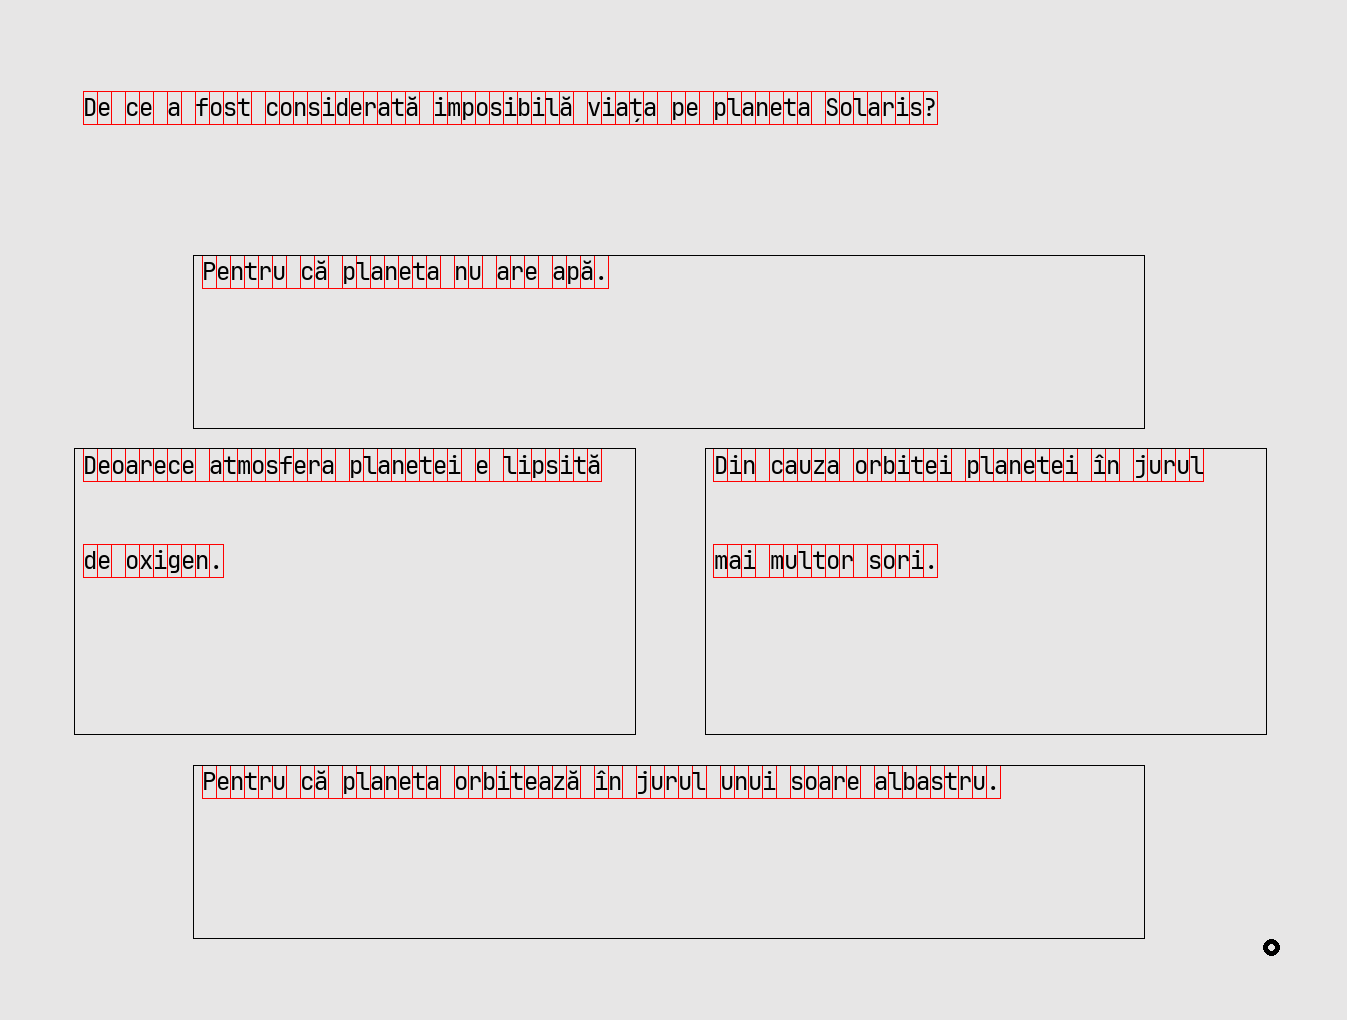 De ce a fost considerată imposibilă viața pe planeta Solaris?
Pentru că planeta nu are apă.
Deoarece atmosfera planetei e lipsită
de oxigen.
Din cauza orbitei planetei în jurul
mai multor sori.
Pentru că planeta orbitează în jurul unui soare albastru.